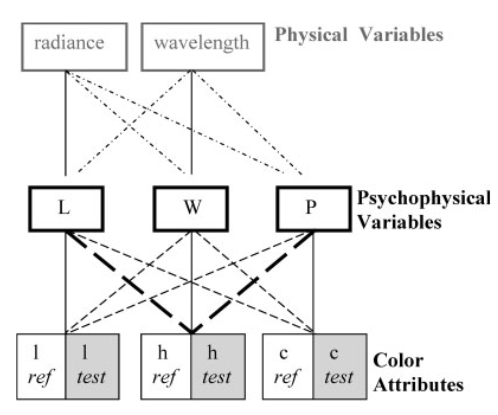 radiance wavelength Physical Variables
L W P Psychophysical
Variables
l l h h c c
ref test ref test ref test
Color
Attributes